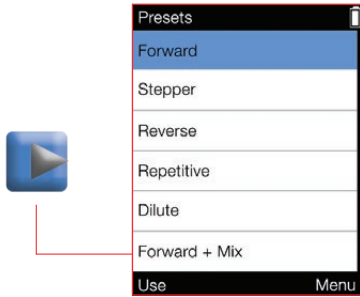 Presets
Forward
Stepper
Reverse
Repetitive
Dilute
Forward + Mix
Use Menu